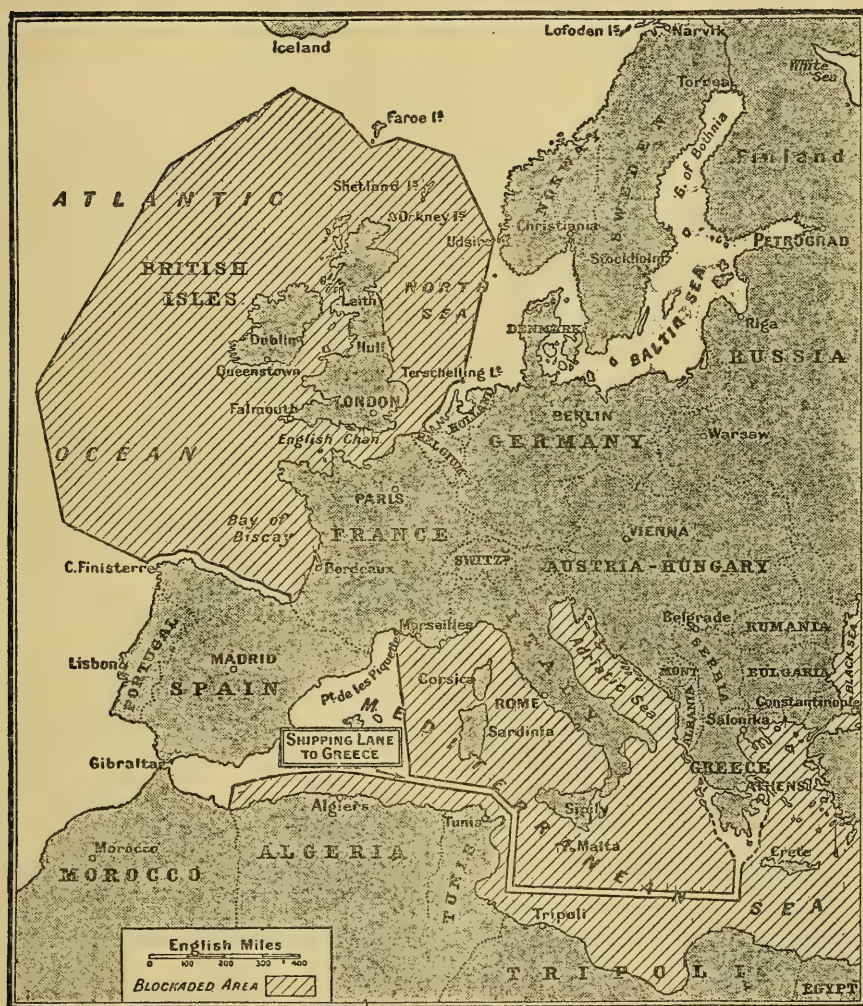 Iceland
Lofoden Is.
Narvik
Tornea
White Sea
Faroe Is.
Finland
G. of Bothnia
NORWAY
SWEDEN
Shetland Is.
Orkney Is.
ATLANTIC
Udsire
Christiania
Stockholm
PETROGRAD
BRITISH
ISLES
NORTH
SEA
Leith
DENMARK
BALTIC SEA
Riga
RUSSIA
Dublin
Hull
Queenstown
Terschelling Lt.
Falmouth
LONDON
HOLLAND
BERLIN
English Chan.
BELGIUM
GERMANY
Warsaw
OCEAN
PARIS
Bay of
Biscay
FRANCE
VIENNA
C. Finisterre
Bordeaux
SWITZD
AUSTRIA-HUNGARY
Marseilles
Belgrade
RUMANIA
Lisbon
PORTUGAL
MADRID
SPAIN
Pt. de les Piquettes
Corsica
ITALY
Adriatic Sea
MONT
SERBIA
BULGARIA
BLACK SEA
ROME
ALBANIA
Constantinople
Salonika
SHIPPING LANE
TO GREECE
Sardinia
Gibraltar
GREECE
ATHENS
MEDITERRANEAN SEA
Algiers
Tunis
Sicily
Malta
Crete
Morocco
MOROCCO
ALGERIA
TUNIS
Tripoli
English Miles
0 100 200 300 400
BLOCKADED AREA
TRIPOLI
EGYPT